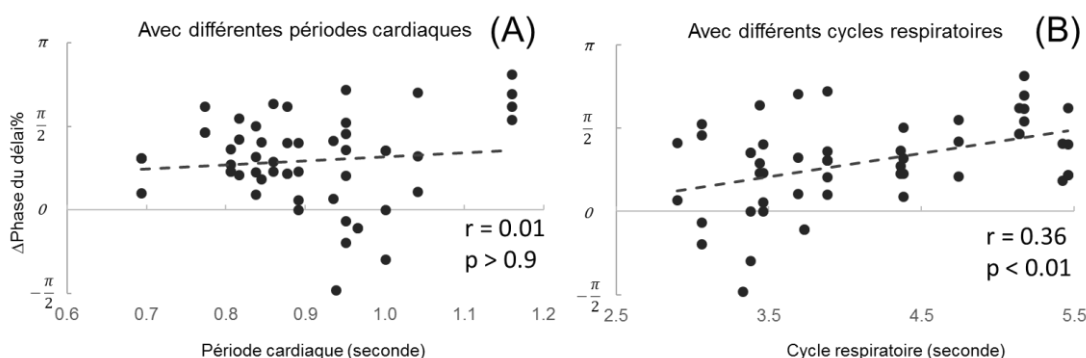 Avec différentes périodes cardiaques (A)
ΔPhase du délai%
π
π/2
0
-π/2
0.6 0.7 0.8 0.9 1.0 1.1 1.2
r = 0.01
p > 0.9
Période cardiaque (seconde)
Avec différents cycles respiratoires (B)
π
π/2
0
-π/2
2.5 3.5 4.5 5.5
r = 0.36
p < 0.01
Cycle respiratoire (seconde)